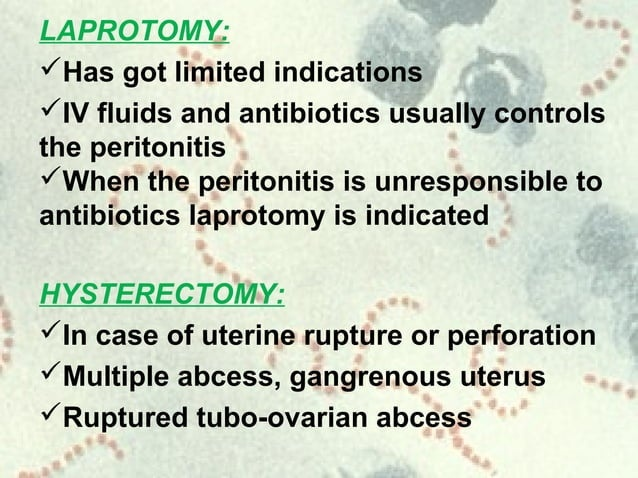 LAPROTOMY:
✓Has got limited indications
✓IV fluids and antibiotics usually controls
the peritonitis
✓When the peritonitis is unresponsible to
antibiotics laprotomy is indicated
HYSTERECTOMY:
✓In case of uterine rupture or perforation
✓Multiple abcess, gangrenous uterus
✓Ruptured tubo-ovarian abcess